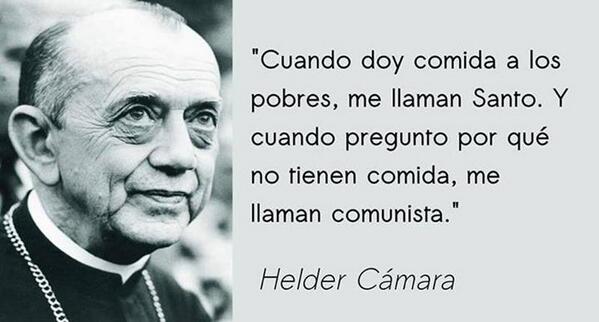 "Cuando doy comida a los
pobres, me llaman Santo. Y
cuando pregunto por qué
no tienen comida, me
llaman comunista."
Helder Cámara